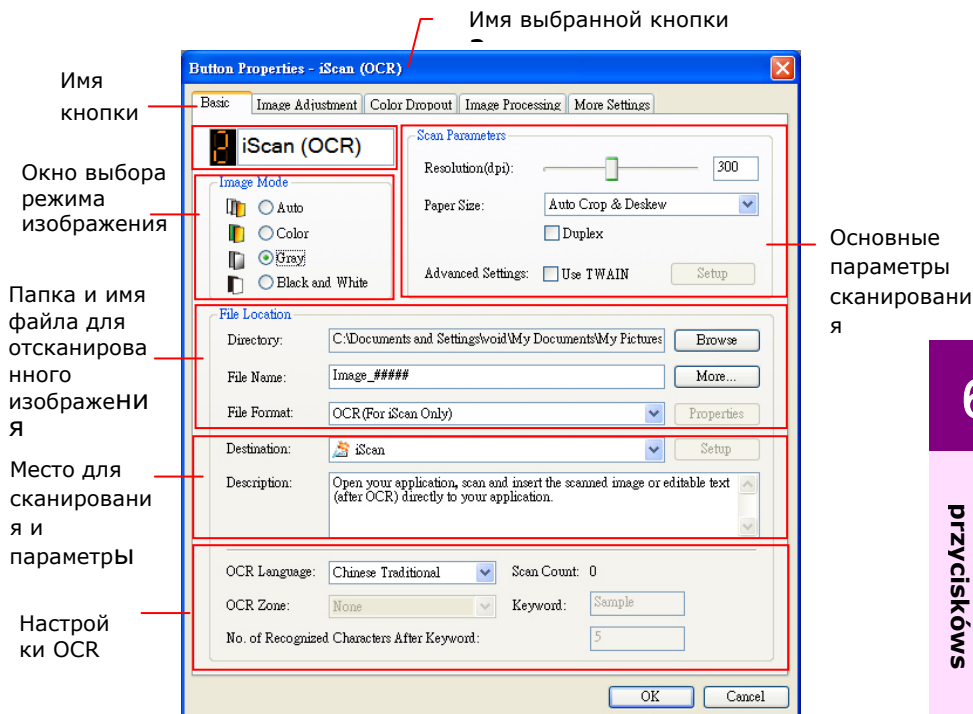 Имя выбранной кнопки
Имя
кнопки
Окно выбора
режима
изображения
Папка и имя
файла для
отсканирова
нного
изображени
я
Место для
сканировани
я и
параметры
Настрой
ки OCR
Button Properties - iScan (OCR)
Basic Image Adjustment Color Dropout Image Processing More Settings
2 iScan (OCR)
Image Mode
Auto
Color
Gray
Black and White
Scan Parameters
Resolution(dpi): 300
Paper Size: Auto Crop & Deskew
Duplex
Advanced Settings: Use TWAIN Setup
File Location
Directory: C:\Documents and Settings\void\My Documents\My Pictures Browse
File Name: Image_##### More...
File Format: OCR(For iScan Only) Properties
Destination: iScan Setup
Description: Open your application, scan and insert the scanned image or editable text
(after OCR) directly to your application.
OCR Language: Chinese Traditional Scan Count: 0
OCR Zone: None Keyword: Sample
No. of Recognized Characters After Keyword: 5
OK Cancel
Основные
параметры
сканировани
я
przycisków​s